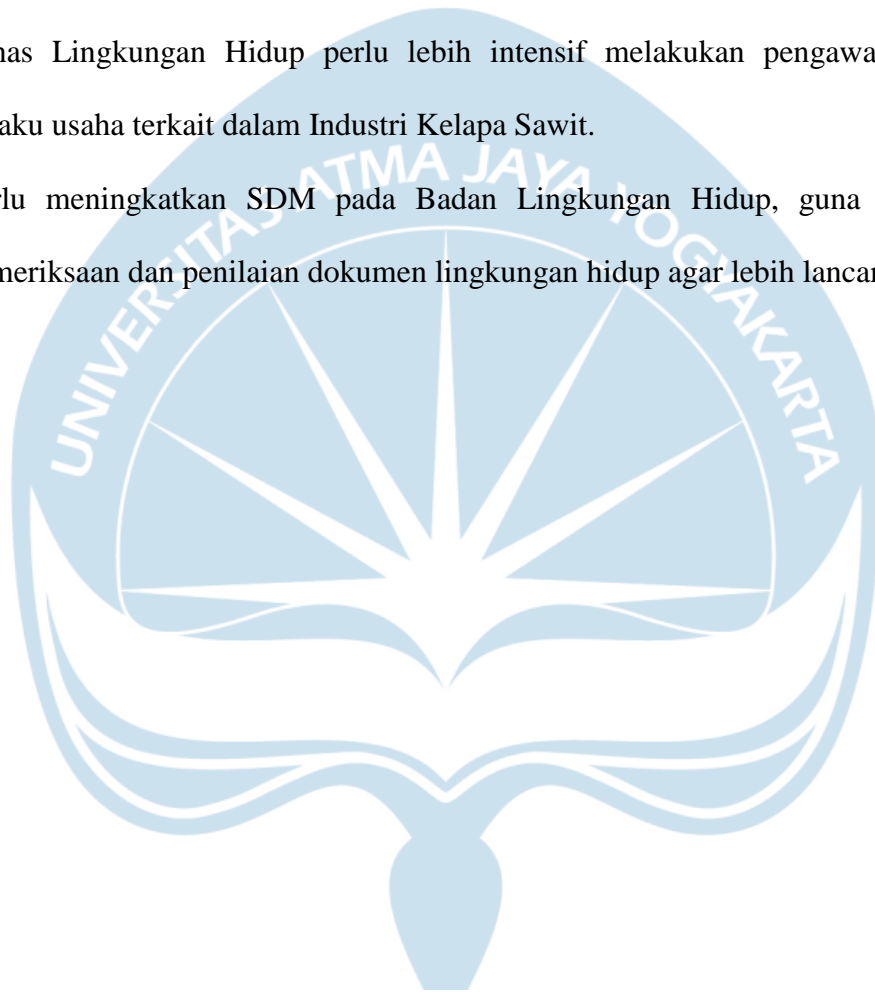 nas Lingkungan Hidup perlu lebih intensif melakukan pengawa
aku usaha terkait dalam Industri Kelapa Sawit.
rlu meningkatkan SDM pada Badan Lingkungan Hidup, guna
meriksaan dan penilaian dokumen lingkungan hidup agar lebih lancar
UNIVERSITAS ATMA JAYA YOGYAKARTA